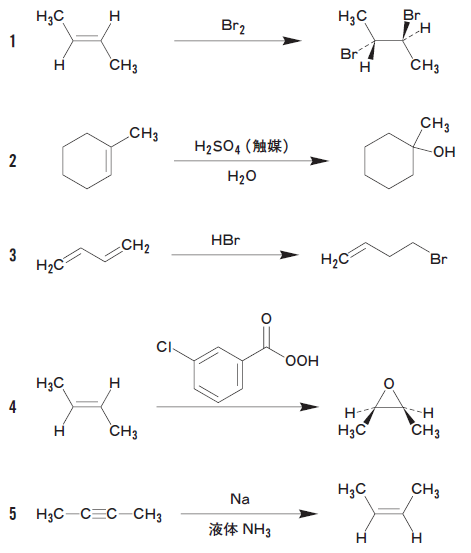 H₃C H H₃C Br
1 Br₂ H
Br
H CH₃ H CH₃
CH₃ CH₃
2 H₂SO₄（触媒） OH
H₂O
3 CH₂ HBr
H₂C H₂C Br
O
Cl
OOH
H₃C H O
4 H H
H CH₃ H₃C CH₃
H₃C CH₃
5 H₃C－C≡C－CH₃ Na
液体 NH₃
H H